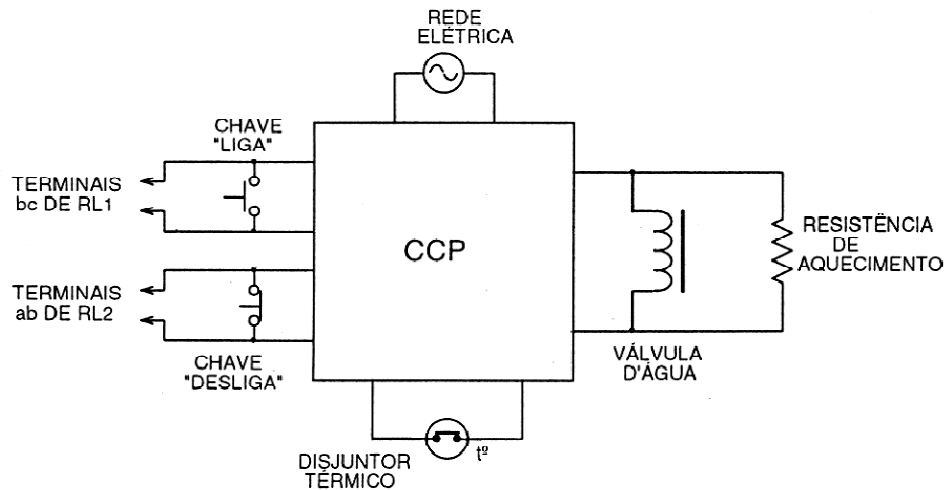 REDE
ELÉTRICA
CHAVE
"LIGA"
TERMINAIS
bc DE RL1
CCP
RESISTÊNCIA
DE
AQUECIMENTO
TERMINAIS
ab DE RL2
CHAVE
"DESLIGA"
VÁLVULA
D'ÁGUA
DISJUNTOR
TÉRMICO
tº